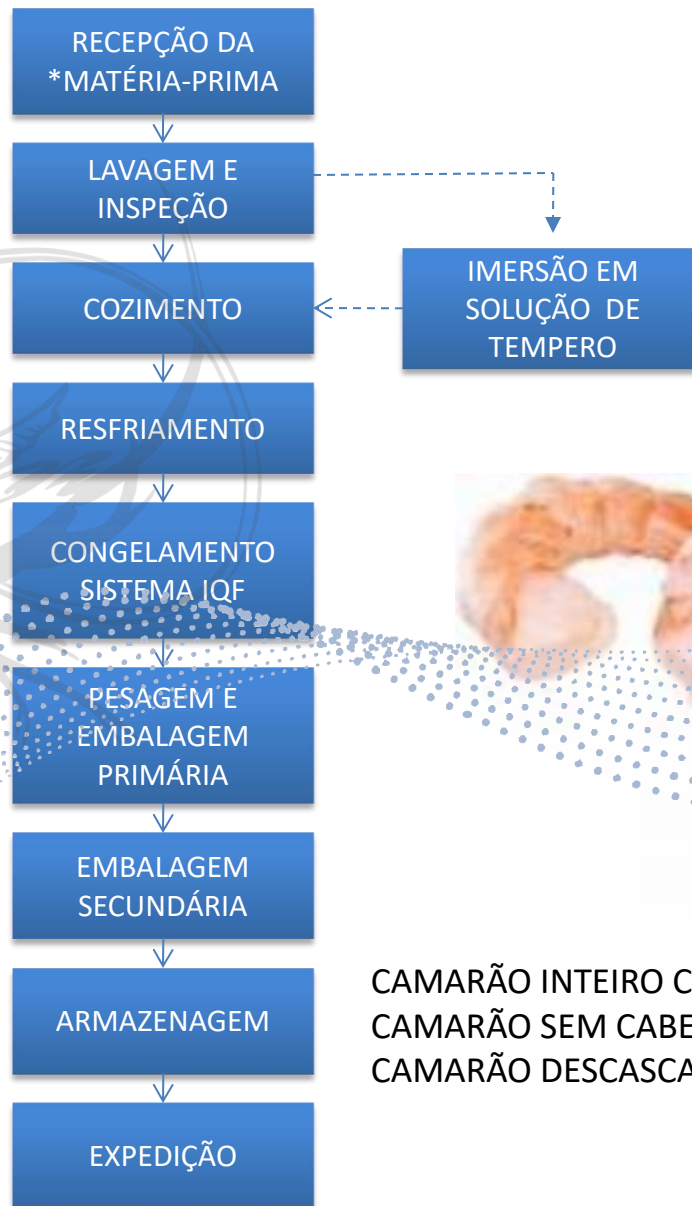 RECEPÇÃO DA
*MATÉRIA-PRIMA
LAVAGEM E
INSPEÇÃO
IMERSÃO EM
SOLUÇÃO DE
TEMPERO
COZIMENTO
RESFRIAMENTO
CONGELAMENTO
SISTEMA IQF
PESAGEM E
EMBALAGEM
PRIMÁRIA
EMBALAGEM
SECUNDÁRIA
ARMAZENAGEM
EXPEDIÇÃO
CAMARÃO INTEIRO C
CAMARÃO SEM CABE
CAMARÃO DESCASCA